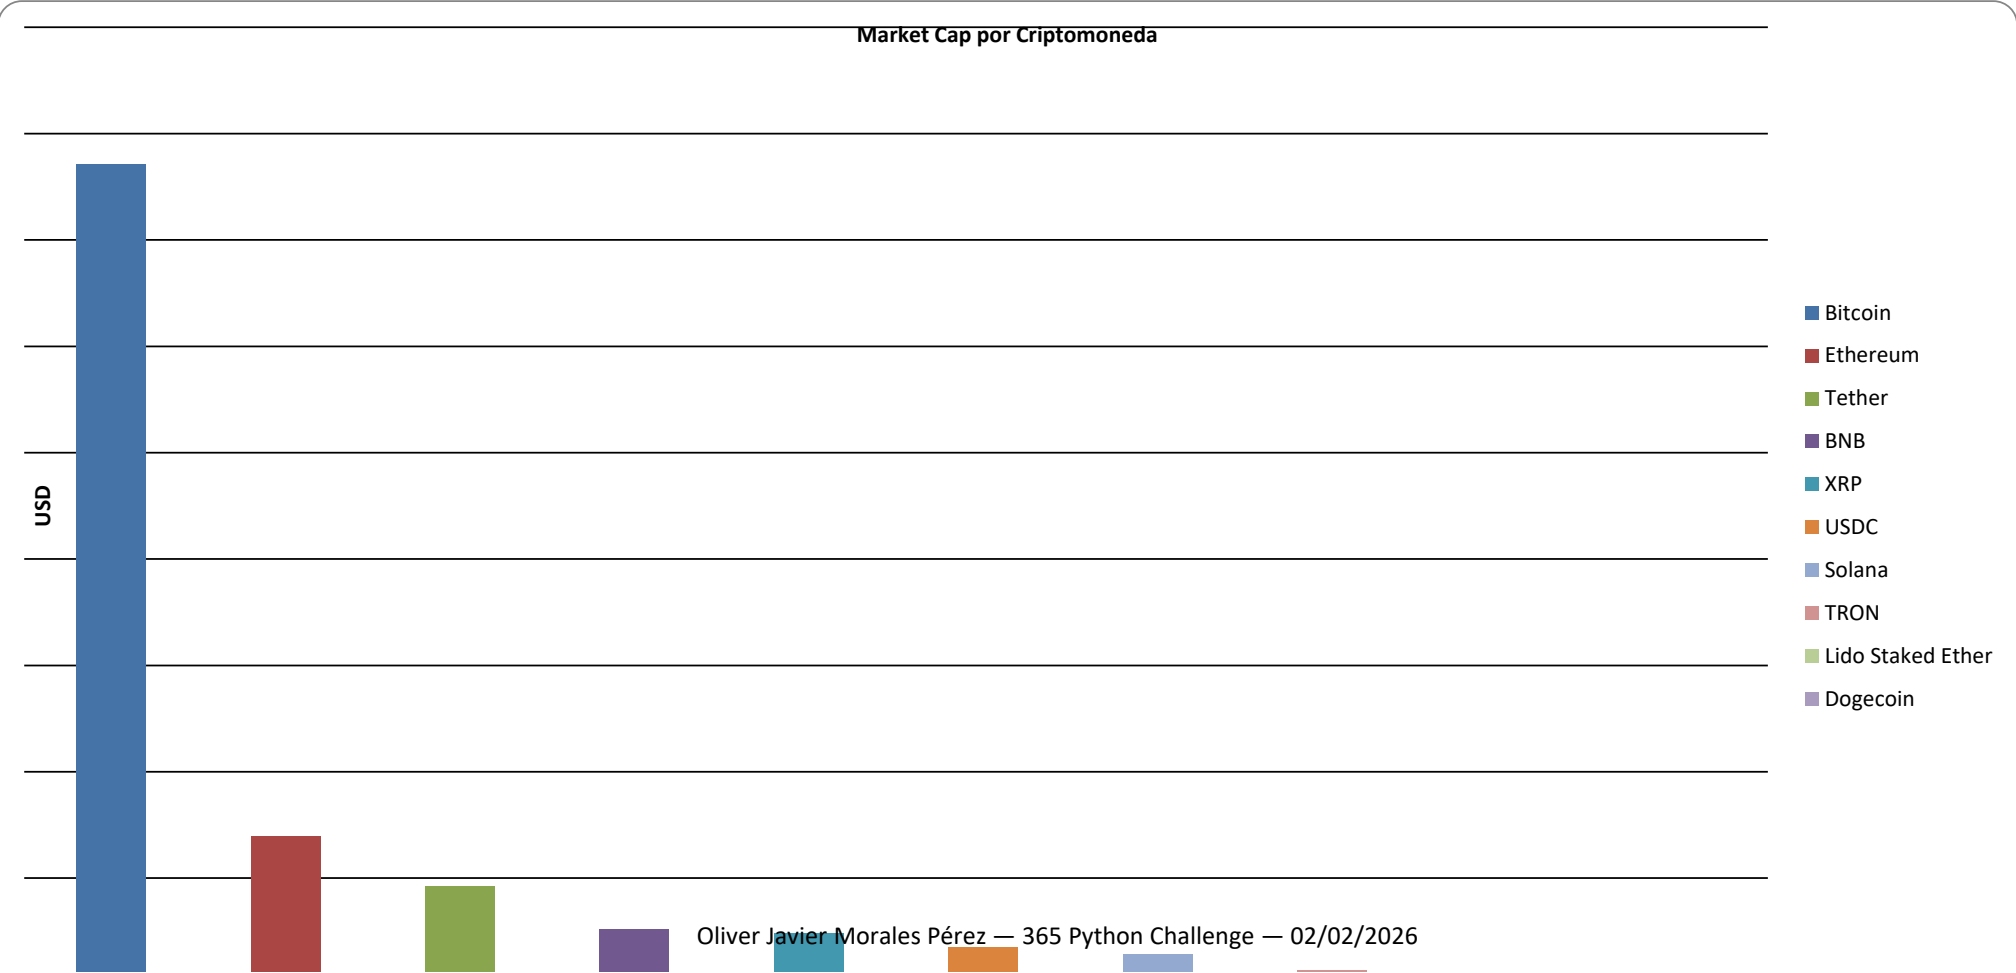 Market Cap por Criptomoneda
USD
Bitcoin
Ethereum
Tether
BNB
XRP
USDC
Solana
TRON
Lido Staked Ether
Dogecoin
Oliver Javier Morales Pérez — 365 Python Challenge — 02/02/2026